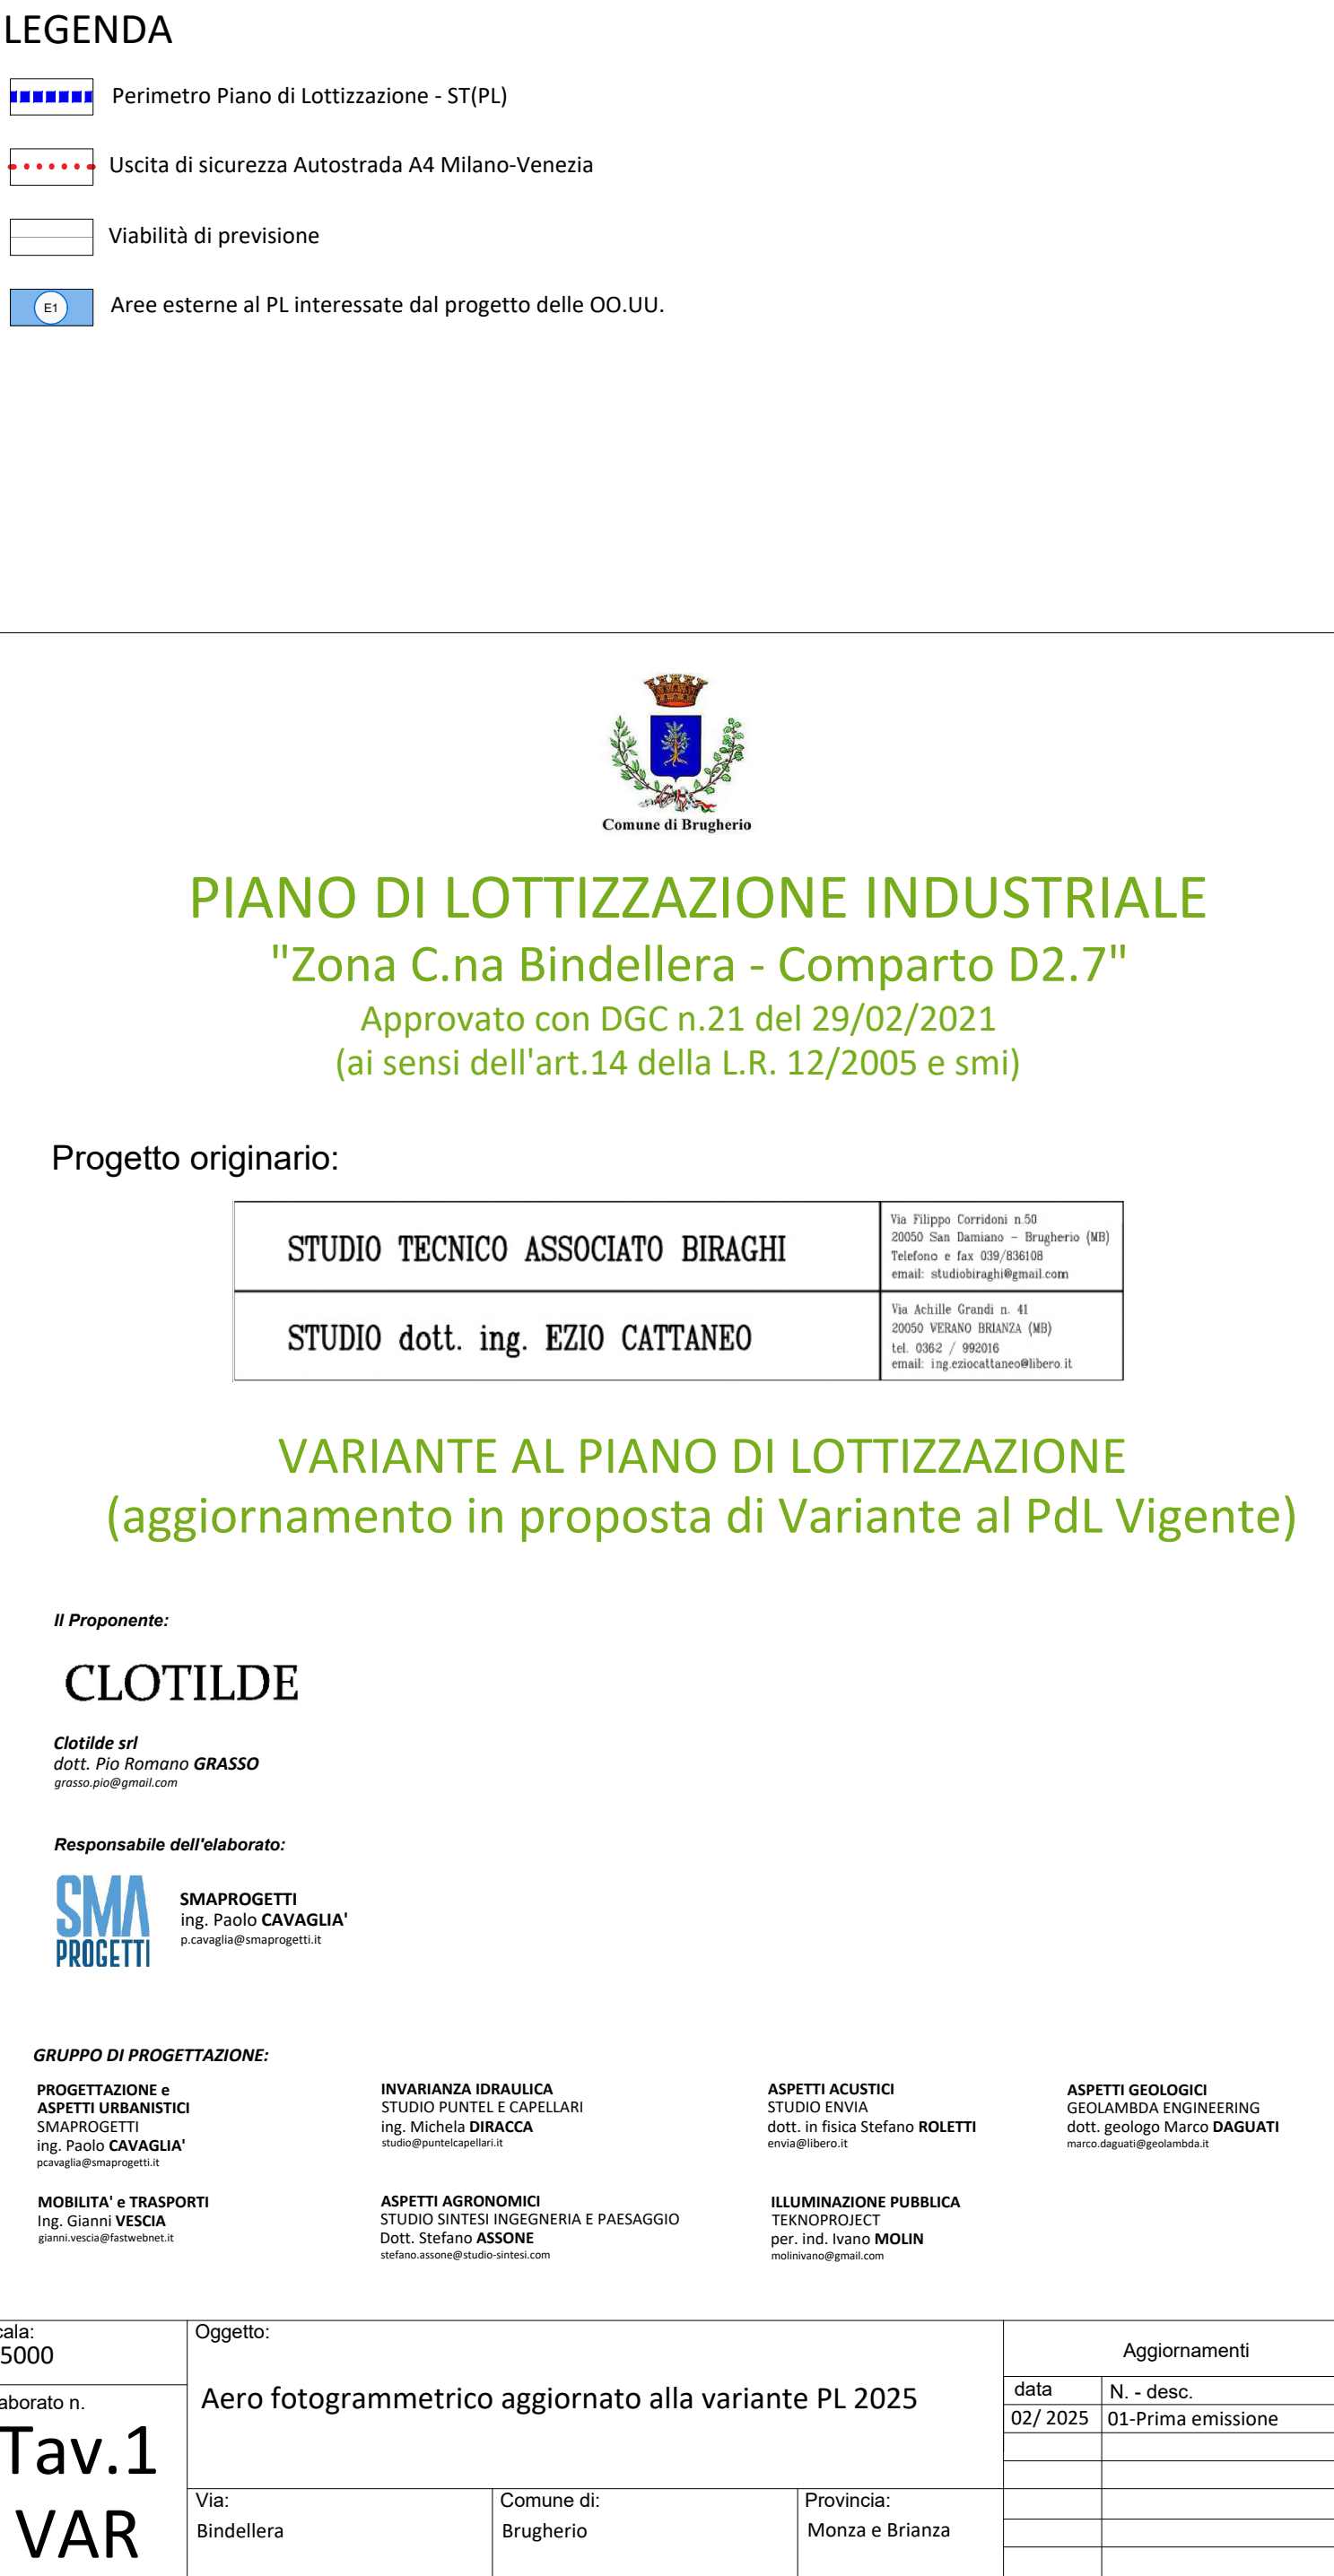 LEGENDA
Perimetro Piano di Lottizzazione - ST(PL)
Uscita di sicurezza Autostrada A4 Milano-Venezia
Viabilità di previsione
E1
Aree esterne al PL interessate dal progetto delle OO.UU.
Comune di Brugherio
PIANO DI LOTTIZZAZIONE INDUSTRIALE
"Zona C.na Bindellera - Comparto D2.7"
Approvato con DGC n.21 del 29/02/2021
(ai sensi dell'art.14 della L.R. 12/2005 e smi)
Progetto originario:
STUDIO TECNICO ASSOCIATO BIRAGHI
Via Filippo Corridoni n.50
20050 San Damiano - Brugherio (MB)
Telefono e fax 039/836108
email: studiobiraghi@gmail.com
STUDIO dott. ing. EZIO CATTANEO
Via Achille Grandi n. 41
20050 VERANO BRIANZA (MB)
tel. 0362 / 992016
email: ing.eziocattaneo@libero.it
VARIANTE AL PIANO DI LOTTIZZAZIONE
(aggiornamento in proposta di Variante al PdL Vigente)
Il Proponente:
CLOTILDE
Clotilde srl
dott. Pio Romano GRASSO
grasso.pio@gmail.com
Responsabile dell'elaborato:
SMA
PROGETTI
SMAPROGETTI
ing. Paolo CAVAGLIA'
p.cavaglia@smaprogetti.it
GRUPPO DI PROGETTAZIONE:
PROGETTAZIONE e
ASPETTI URBANISTICI
SMAPROGETTI
ing. Paolo CAVAGLIA'
pcavaglia@smaprogetti.it
INVARIANZA IDRAULICA
STUDIO PUNTEL E CAPELLARI
ing. Michela DIRACCA
studio@puntelcapellari.it
ASPETTI ACUSTICI
STUDIO ENVIA
dott. in fisica Stefano ROLETTI
envia@libero.it
ASPETTI GEOLOGICI
GEOLAMBDA ENGINEERING
dott. geologo Marco DAGUATI
marco.daguati@geolambda.it
MOBILITA' e TRASPORTI
Ing. Gianni VESCIA
gianni.vescia@fastwebnet.it
ASPETTI AGRONOMICI
STUDIO SINTESI INGEGNERIA E PAESAGGIO
Dott. Stefano ASSONE
stefano.assone@studio-sintesi.com
ILLUMINAZIONE PUBBLICA
TEKNOPROJECT
per. ind. Ivano MOLIN
molinivano@gmail.com
cala:
5000
aborato n.
Tav.1
VAR
Oggetto:
Aero fotogrammetrico aggiornato alla variante PL 2025
Via:
Bindellera
Comune di:
Brugherio
Provincia:
Monza e Brianza
Aggiornamenti
data
N. - desc.
02/ 2025
01-Prima emissione